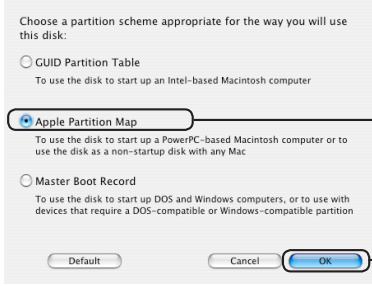 Choose a partition scheme appropriate for the way you will use
this disk:
GUID Partition Table
To use the disk to start up an Intel-based Macintosh computer
Apple Partition Map
To use the disk to start up a PowerPC-based Macintosh computer or to
use the disk as a non-startup disk with any Mac
Master Boot Record
To use the disk to start up DOS and Windows computers, or to use with
devices that require a DOS-compatible or Windows-compatible partition
Default Cancel OK